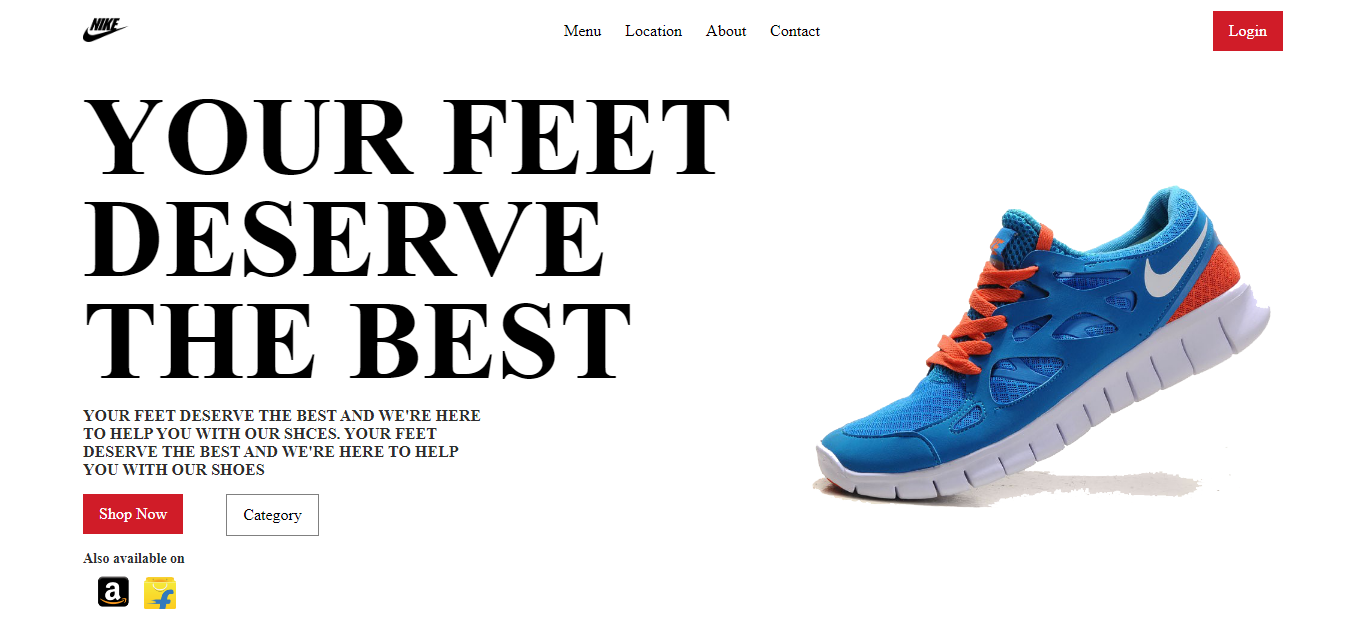 NIKE
Menu Location About Contact
Login
YOUR FEET
DESERVE
THE BEST
YOUR FEET DESERVE THE BEST AND WE'RE HERE
TO HELP YOU WITH OUR SHCES. YOUR FEET
DESERVE THE BEST AND WE'RE HERE TO HELP
YOU WITH OUR SHOES
Shop Now
Category
Also available on
a
f